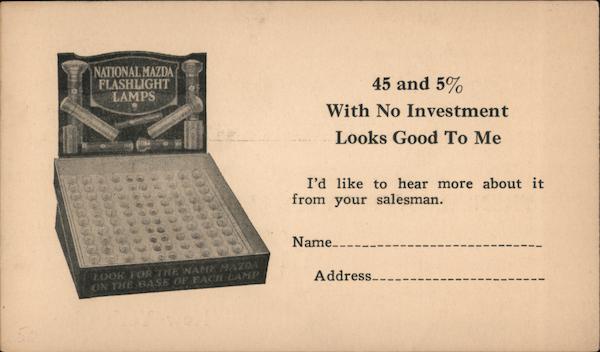 NATIONAL MAZDA
FLASHLIGHT
LAMPS
LOOK FOR THE NAME MAZDA
ON THE BASE OF EACH LAMP
45 and 5%
With No Investment
Looks Good To Me
I'd like to hear more about it
from your salesman.
Name
Address